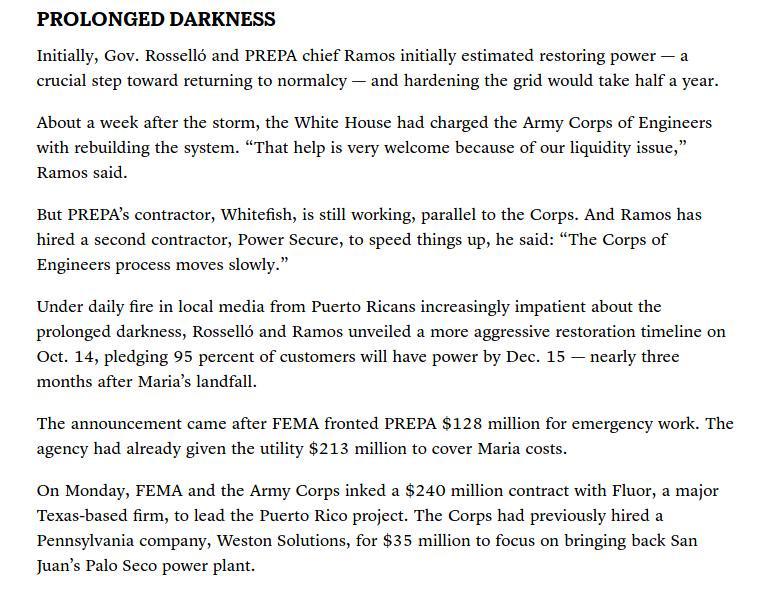 PROLONGED DARKNESS
Initially, Gov. Rosselló and PREPA chief Ramos initially estimated restoring power — a
crucial step toward returning to normalcy — and hardening the grid would take half a year.
About a week after the storm, the White House had charged the Army Corps of Engineers
with rebuilding the system. “That help is very welcome because of our liquidity issue,”
Ramos said.
But PREPA’s contractor, Whitefish, is still working, parallel to the Corps. And Ramos has
hired a second contractor, Power Secure, to speed things up, he said: “The Corps of
Engineers process moves slowly.”
Under daily fire in local media from Puerto Ricans increasingly impatient about the
prolonged darkness, Rosselló and Ramos unveiled a more aggressive restoration timeline on
Oct. 14, pledging 95 percent of customers will have power by Dec. 15 — nearly three
months after Maria’s landfall.
The announcement came after FEMA fronted PREPA $128 million for emergency work. The
agency had already given the utility $213 million to cover Maria costs.
On Monday, FEMA and the Army Corps inked a $240 million contract with Fluor, a major
Texas-based firm, to lead the Puerto Rico project. The Corps had previously hired a
Pennsylvania company, Weston Solutions, for $35 million to focus on bringing back San
Juan’s Palo Seco power plant.